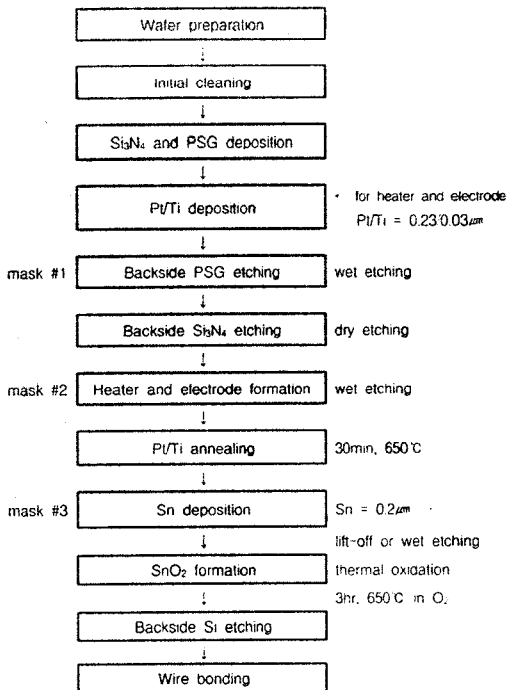 Wafer preparation
↓
Initial cleaning
↓
Si₃N₄ and PSG deposition
↓
Pt/Ti deposition
· for heater and electrode
Pt/Ti = 0.23/0.03㎛
↓
mask #1 Backside PSG etching wet etching
↓
Backside Si₃N₄ etching dry etching
↓
mask #2 Heater and electrode formation wet etching
↓
Pt/Ti annealing 30min, 650℃
↓
mask #3 Sn deposition Sn = 0.2㎛
↓ lift-off or wet etching
SnO₂ formation thermal oxidation
↓ 3hr, 650℃ in O₂
Backside Si etching
↓
Wire bonding